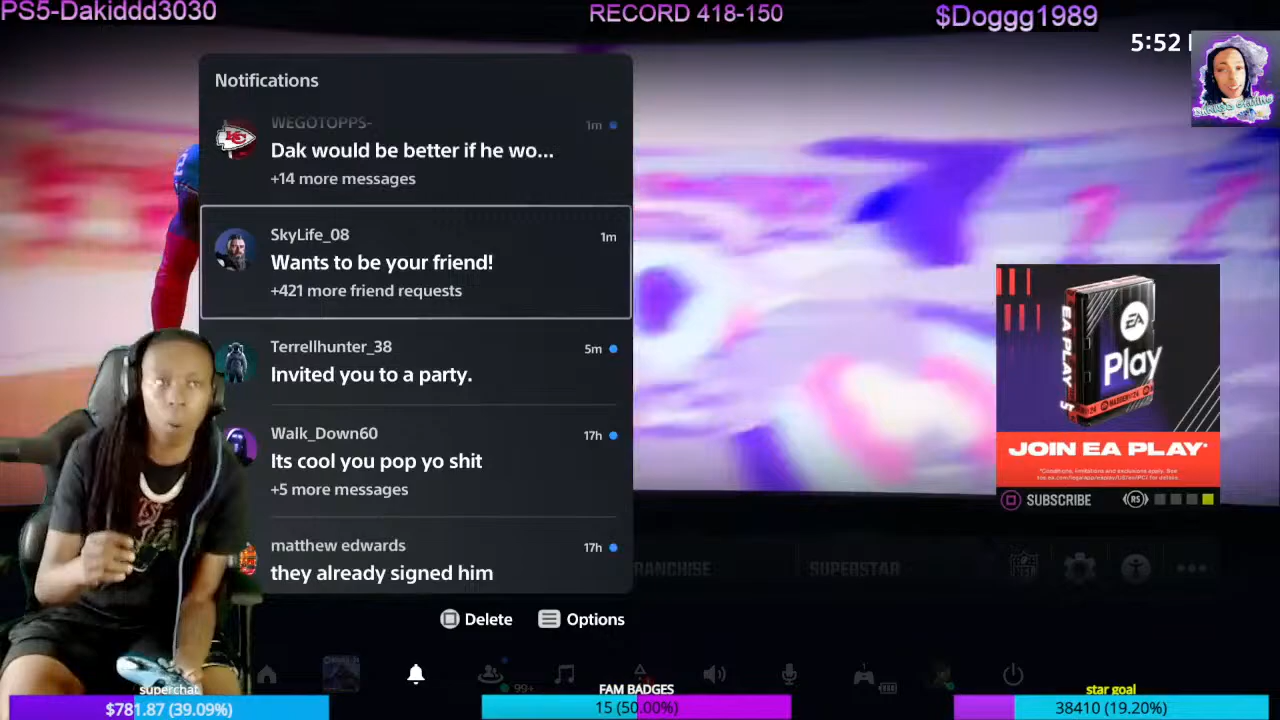 PS5-Dakiddd3030
RECORD 418-150
$Doggg1989
5:52
Notifications
WEGOTOPPS-
1m
Dak would be better if he wo...
+14 more messages
SkyLife_08
1m
Wants to be your friend!
+421 more friend requests
Terrellhunter_38
5m
Invited you to a party.
Walk_Down60
17h
Its cool you pop yo shit
+5 more messages
matthew edwards
17h
they already signed him
Delete
Options
EA
Play
EA PLAY
JOIN EA PLAY*
SUBSCRIBE
RS
FRANCHISE
SUPERSTAR
99+
superchat
$781.87 (39.09%)
FAM BADGES
15 (50.00%)
star goal
38410 (19.20%)